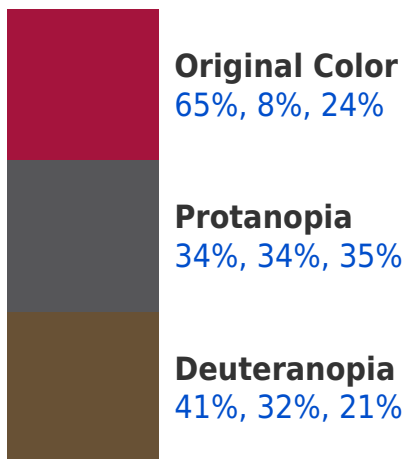 Original Color
65%, 8%, 24%
Protanopia
34%, 34%, 35%
Deuteranopia
41%, 32%, 21%